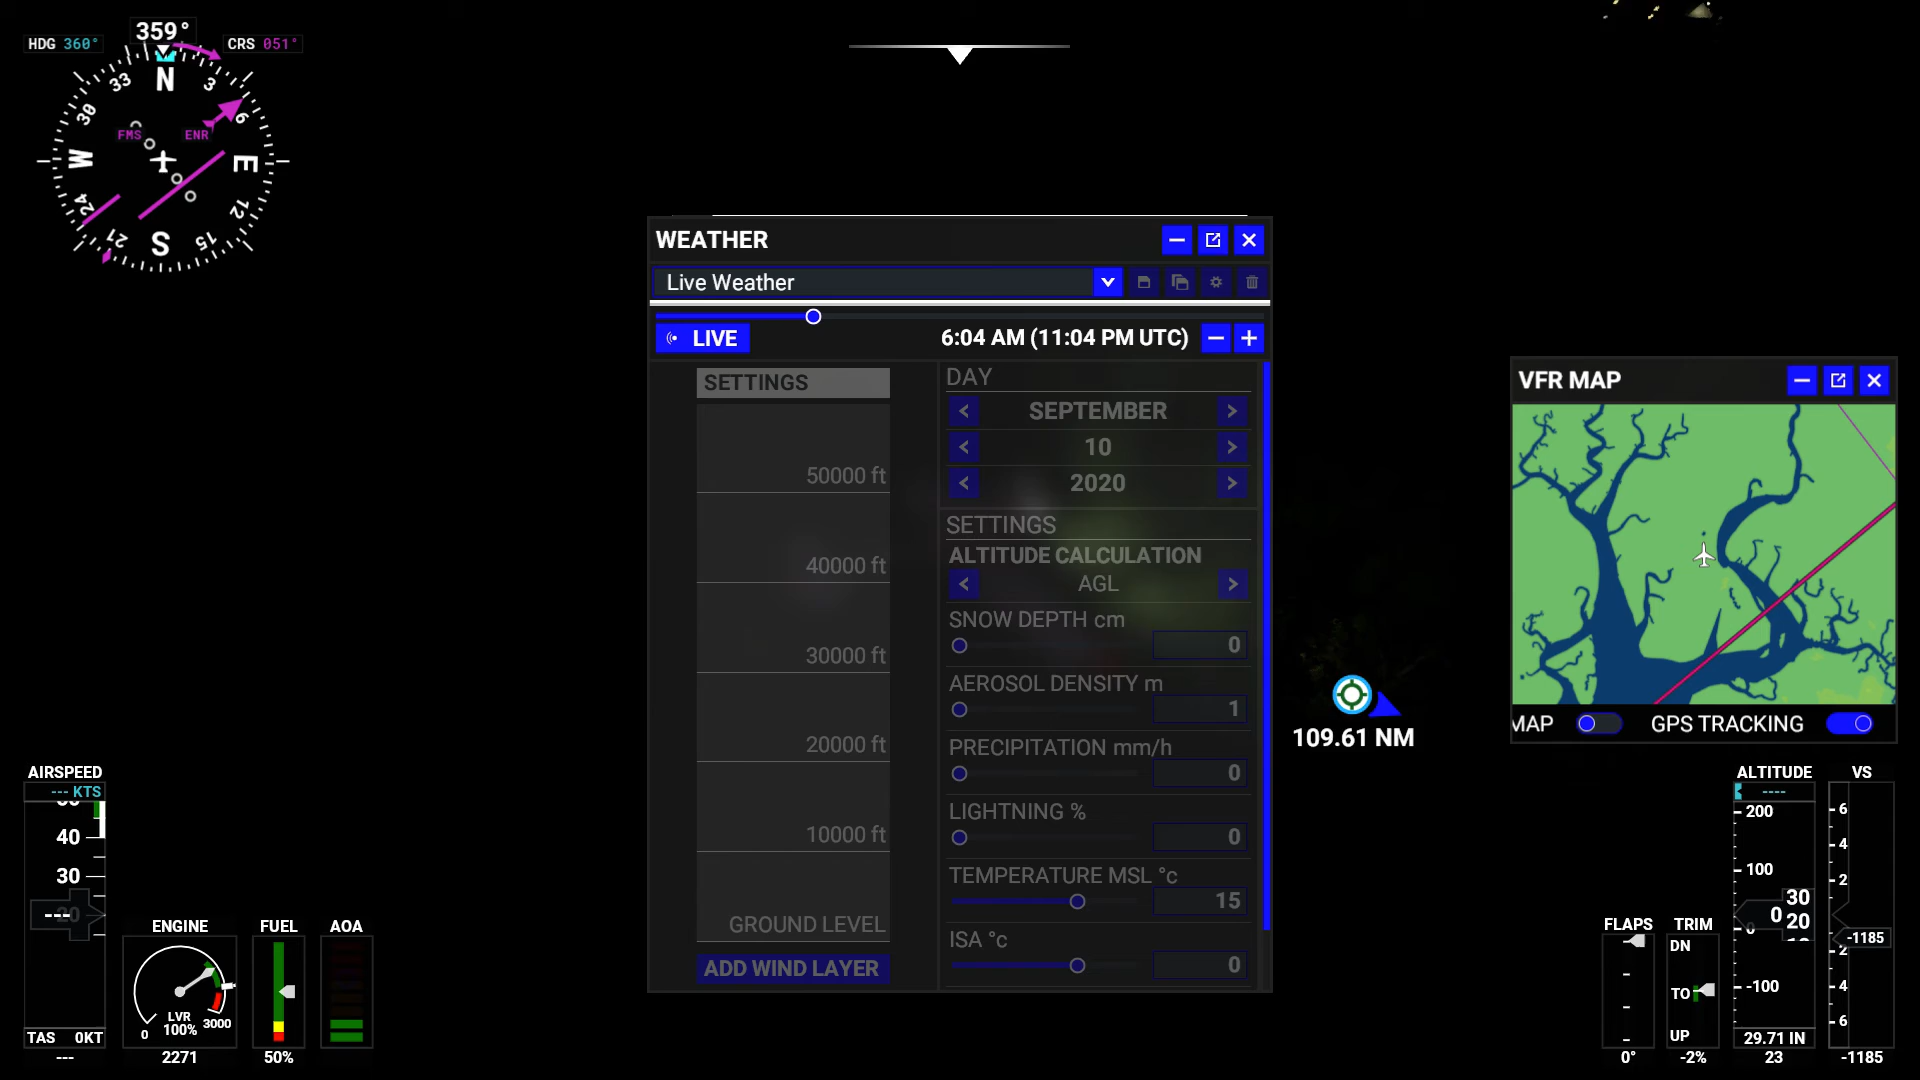 HDG 360°
359°
CRS 051°
N
33
3
30
6
FMS
ENR
W
E
24
12
21
S
15
WEATHER
Live Weather
LIVE
6:04 AM (11:04 PM UTC)
SETTINGS
50000 ft
40000 ft
30000 ft
20000 ft
10000 ft
GROUND LEVEL
ADD WIND LAYER
DAY
SEPTEMBER
10
2020
SETTINGS
ALTITUDE CALCULATION
AGL
SNOW DEPTH cm
0
AEROSOL DENSITY m
1
PRECIPITATION mm/h
0
LIGHTNING %
0
TEMPERATURE MSL °c
15
ISA °c
0
109.61 NM
VFR MAP
MAP
GPS TRACKING
AIRSPEED
--- KTS
40
30
---
20
TAS 0KT
---
ENGINE
LVR
100%
0
3000
2271
FUEL
50%
AOA
FLAPS
0°
TRIM
DN
TO
UP
-2%
ALTITUDE
----
200
100
30
0 20
0
-100
29.71 IN
23
VS
6
4
2
-1185
2
4
6
-1185